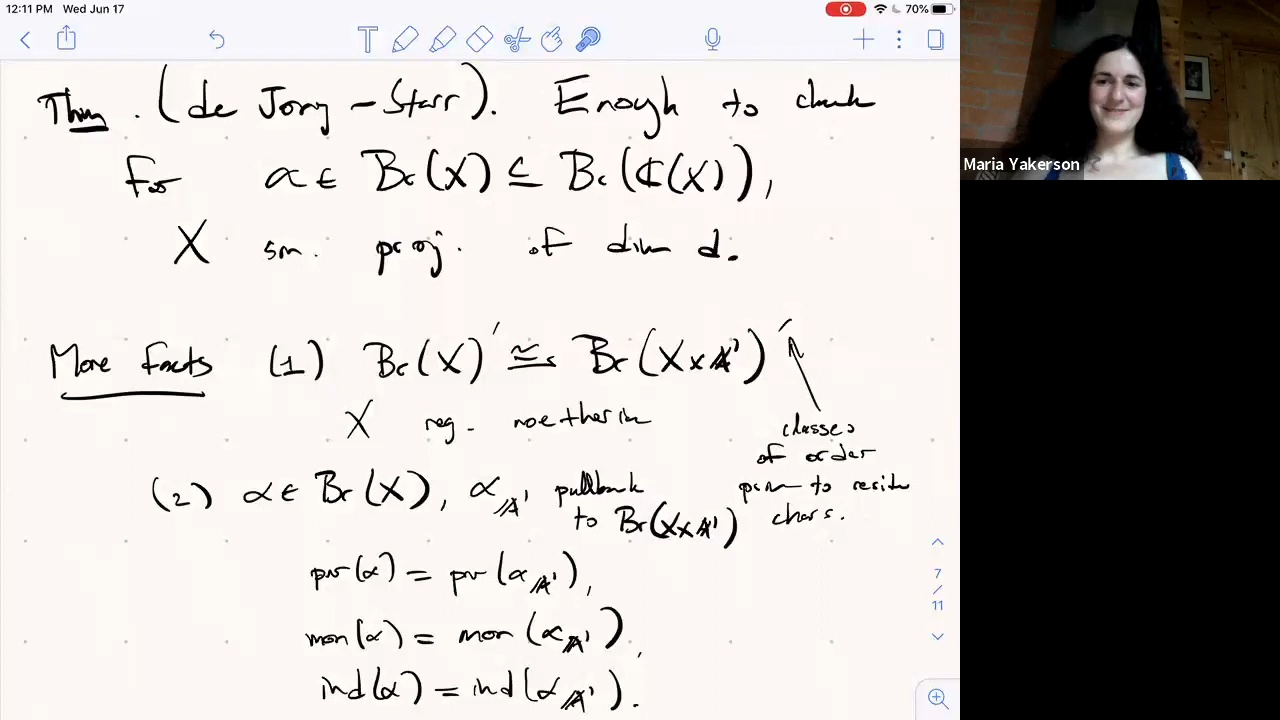 12:11 PM Wed Jun 17
70%
Maria Yakerson
Thm. (de Jong – Starr). Enough to check
for α ∈ Br(X) ⊆ Br(ℂ(X)),
X sm. proj. of dim d.
More Facts (1) Br(X)′ ≅ Br(X×𝔸¹)′
X reg. noetherian
classes
of order
prime to residue
chars.
(2) α ∈ Br(X), α_𝔸¹ pullback
to Br(X×𝔸¹)
per(α) = per(α_𝔸¹),
mon(α) = mon(α_𝔸¹),
ind(α) = ind(α_𝔸¹).
7
/
11